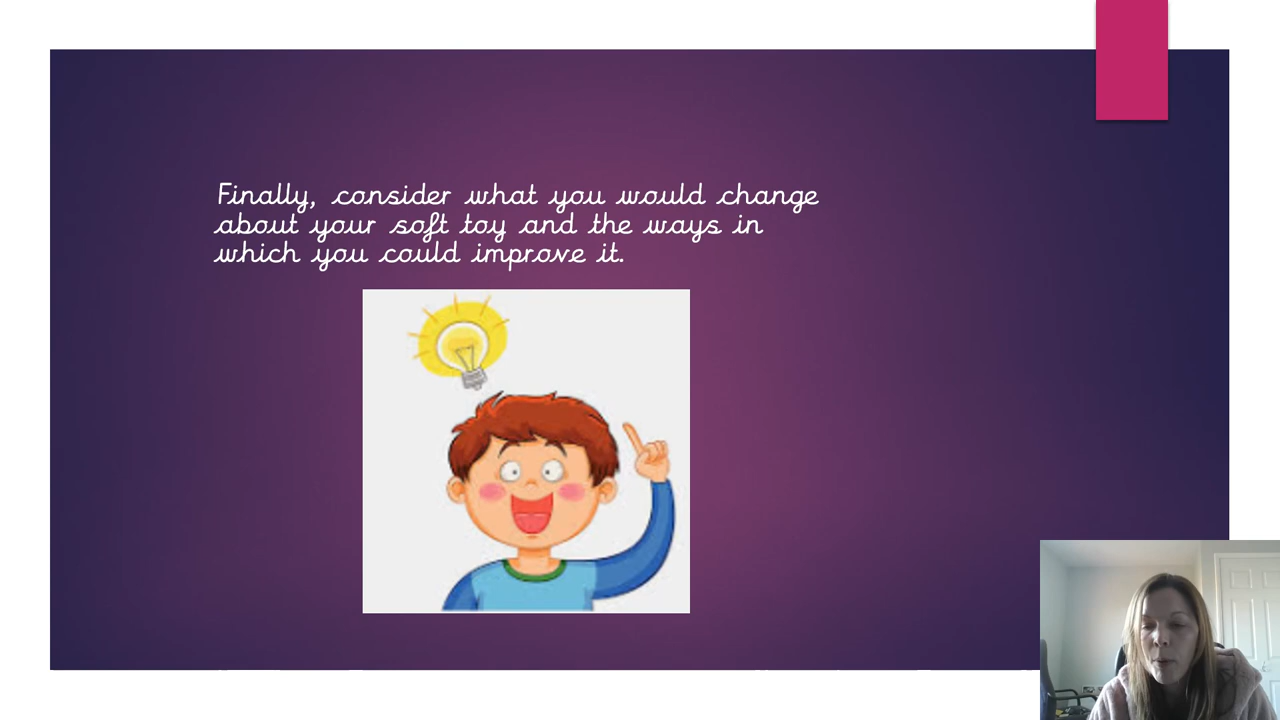 Finally, consider what you would change
about your soft toy and the ways in
which you could improve it.